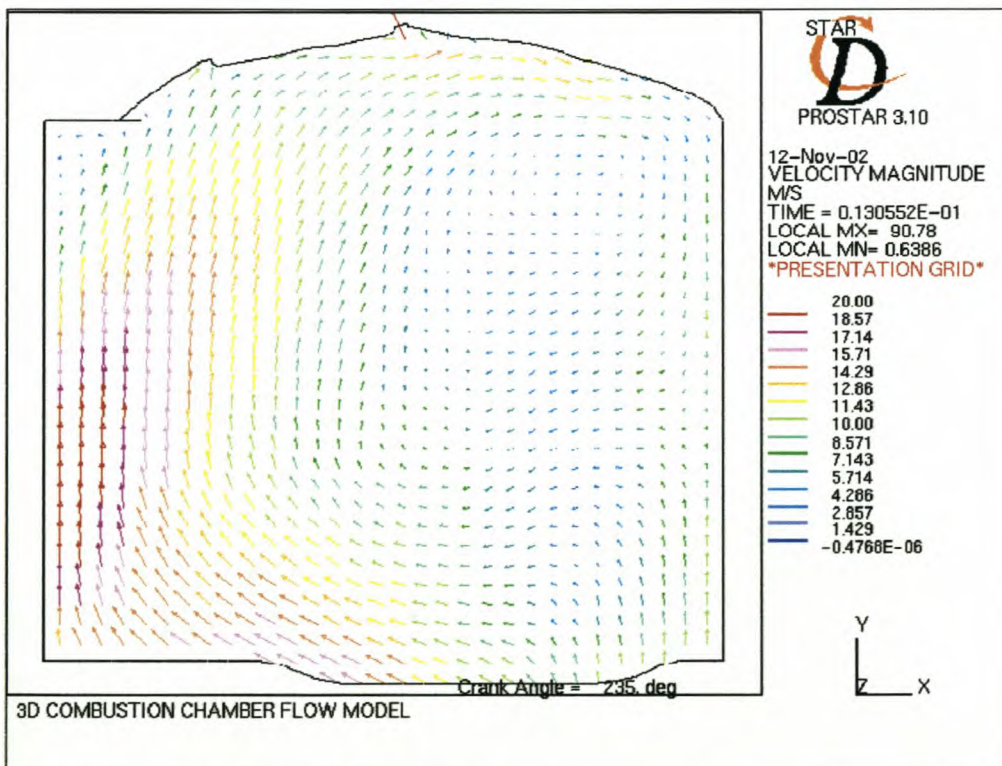 STAR
D
PROSTAR 3.10
12-Nov-02
VELOCITY MAGNITUDE
M/S
TIME = 0.130552E-01
LOCAL MX= 90.78
LOCAL MN= 0.6386
*PRESENTATION GRID*
20.00
18.57
17.14
15.71
14.29
12.86
11.43
10.00
8.571
7.143
5.714
4.286
2.857
1.429
-0.4768E-06
Y
Z
X
Crank Angle = 235. deg
3D COMBUSTION CHAMBER FLOW MODEL